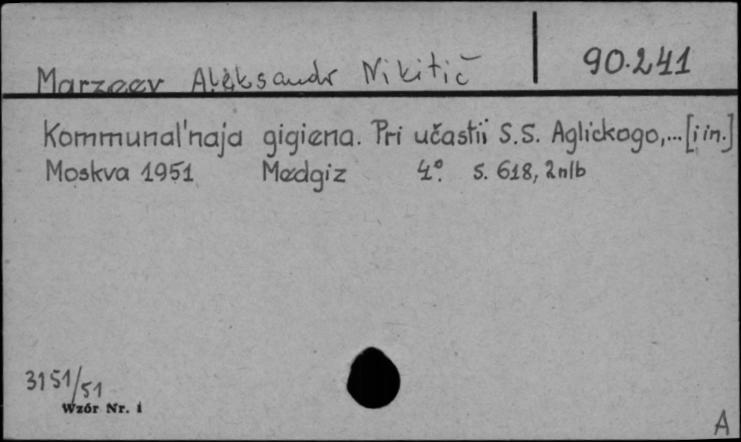 Marzeev Aleksandr Nikitič
90.241
Kommunal'naja gigiena. Pri učastii S.S. Aglickogo,... [i in.]
Moskva 1951 Medgiz 4°. s. 618, 2nlb
3151/51
Wzór Nr. 1
A